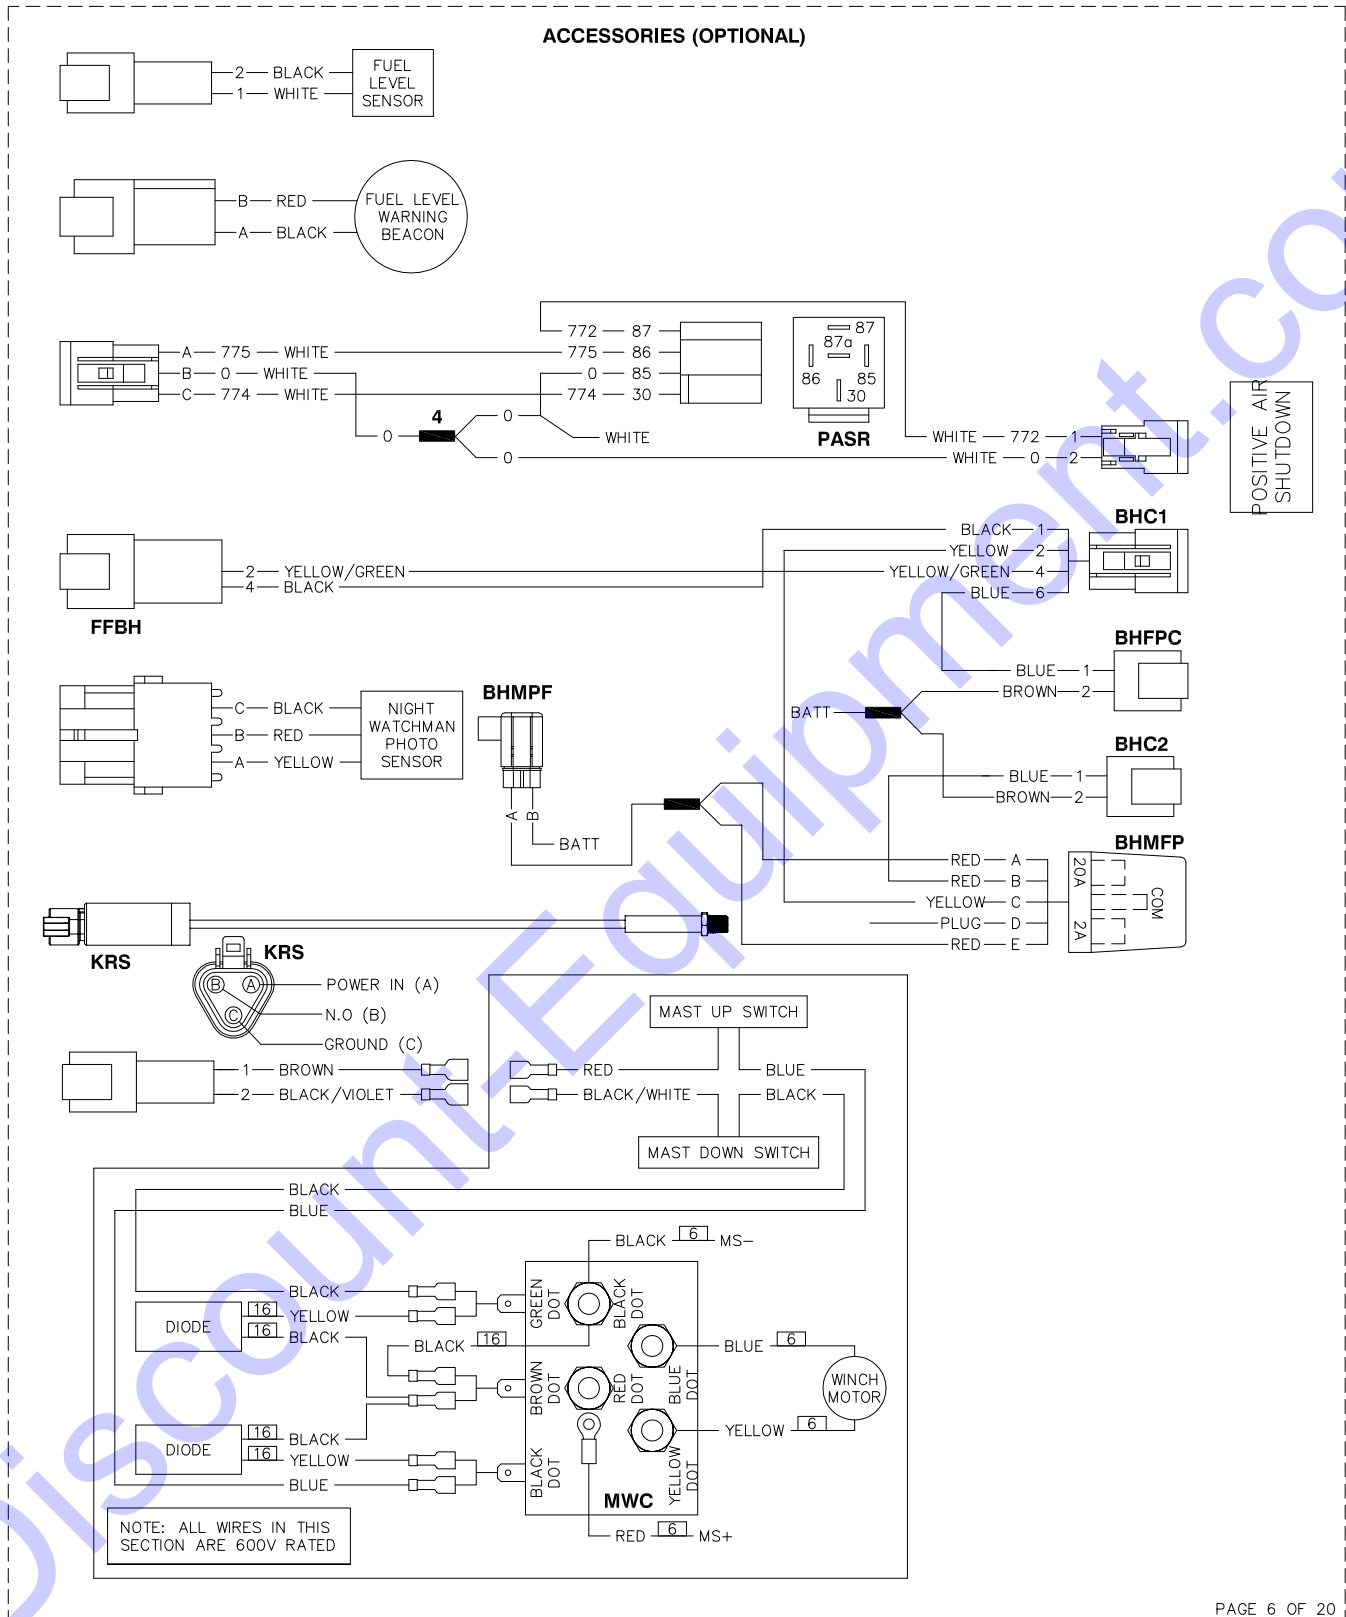 ACCESSORIES (OPTIONAL)
2 BLACK
1 WHITE
FUEL
LEVEL
SENSOR
B RED
A BLACK
FUEL LEVEL
WARNING
BEACON
A 775 WHITE
B 0 WHITE
C 774 WHITE
772 87
775 86
0 85
774 30
4
0
0
0
WHITE
87
87a
86
85
30
PASR
WHITE 772 1
WHITE 0 2
POSITIVE AIR
SHUTDOWN
BHC1
BLACK 1
YELLOW 2
2 YELLOW/GREEN
YELLOW/GREEN 4
4 BLACK
BLUE 6
FFBH
BHFPC
BLUE 1
BROWN 2
BATT
C BLACK
B RED
A YELLOW
NIGHT
WATCHMAN
PHOTO
SENSOR
BHMPF
A
B
BATT
BHC2
BLUE 1
BROWN 2
BHMFP
RED A
RED B
YELLOW C
PLUG D
RED E
20A
COM
2A
KRS
KRS
B
A
C
POWER IN (A)
N.O (B)
GROUND (C)
MAST UP SWITCH
1 BROWN
RED
BLUE
2 BLACK/VIOLET
BLACK/WHITE
BLACK
MAST DOWN SWITCH
BLACK
BLUE
BLACK 6 MS-
BLACK
DIODE
16 YELLOW
16 BLACK
GREEN
DOT
BLACK
DOT
BLACK 16
BLUE 6
BROWN
DOT
RED
DOT
BLUE
DOT
WINCH
MOTOR
DIODE
16 BLACK
16 YELLOW
BLUE
BLACK
DOT
YELLOW
DOT
YELLOW 6
MWC
RED 6 MS+
NOTE: ALL WIRES IN THIS
SECTION ARE 600V RATED
Discount-Equipment.co
PAGE 6 OF 20